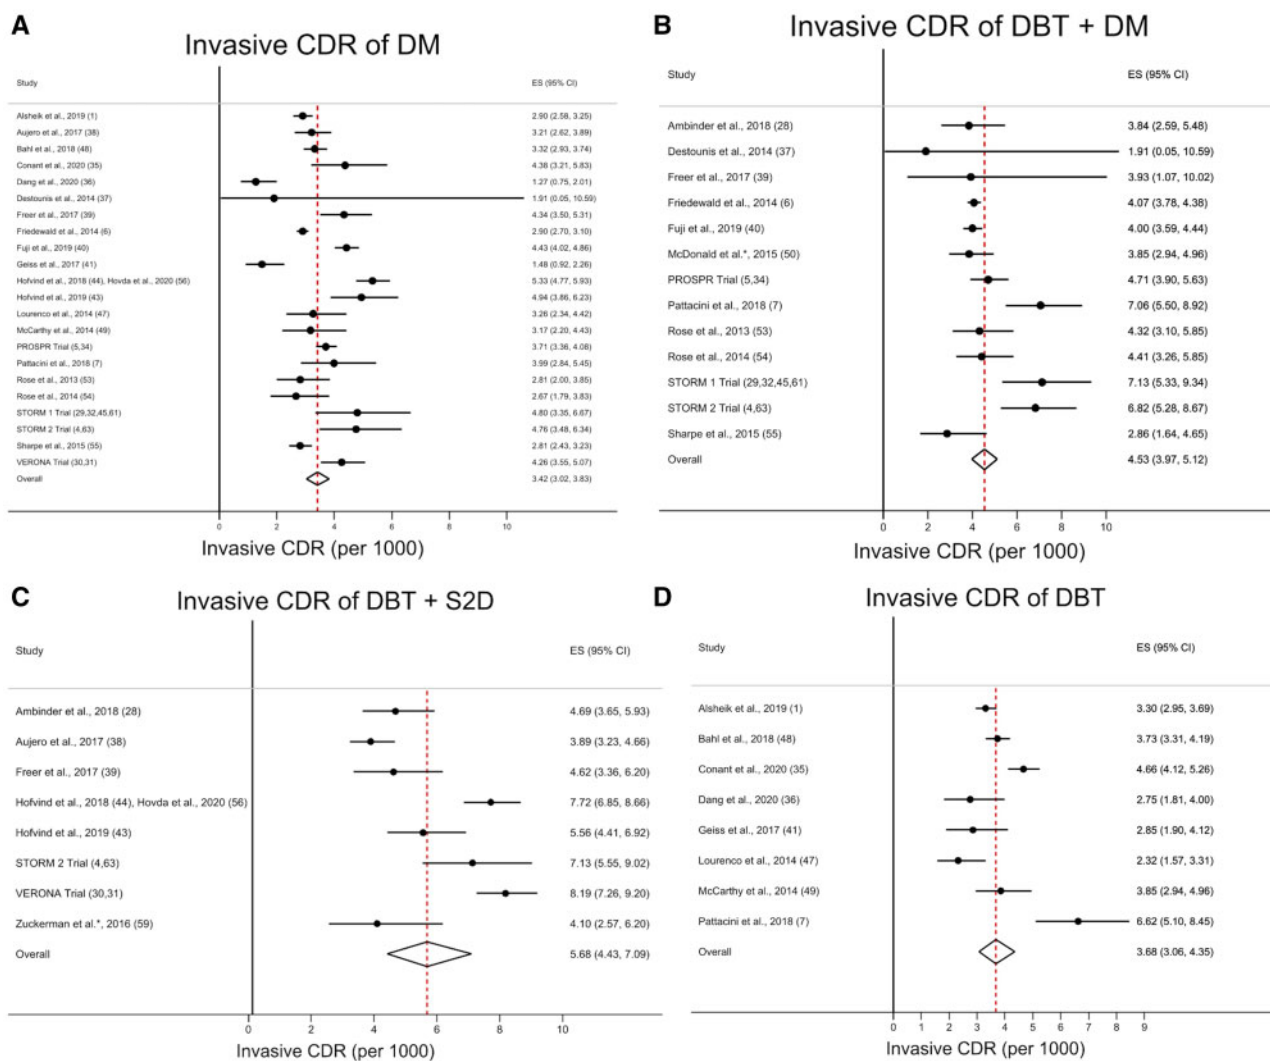 A
Invasive CDR of DM
Study ES (95% CI)
Alsheik et al., 2019 (1) 2.90 (2.58, 3.25)
Aujero et al., 2017 (38) 3.21 (2.62, 3.89)
Bahl et al., 2018 (48) 3.32 (2.93, 3.74)
Conant et al., 2020 (35) 4.38 (3.21, 5.83)
Dang et al., 2020 (36) 1.27 (0.75, 2.01)
Destounis et al., 2014 (37) 1.91 (0.05, 10.59)
Freer et al., 2017 (39) 4.34 (3.50, 5.31)
Friedewald et al., 2014 (6) 2.90 (2.70, 3.10)
Fuji et al., 2019 (40) 4.43 (4.02, 4.86)
Geiss et al., 2017 (41) 1.48 (0.92, 2.26)
Hofvind et al., 2018 (44), Hovda et al., 2020 (56) 5.33 (4.77, 5.93)
Hofvind et al., 2019 (43) 4.94 (3.86, 6.23)
Lourenco et al., 2014 (47) 3.26 (2.34, 4.42)
McCarthy et al., 2014 (49) 3.17 (2.20, 4.43)
PROSPR Trial (5,34) 3.71 (3.36, 4.08)
Pattacini et al., 2018 (7) 3.99 (2.84, 5.45)
Rose et al., 2013 (53) 2.81 (2.00, 3.85)
Rose et al., 2014 (54) 2.67 (1.79, 3.83)
STORM 1 Trial (29,32,45,61) 4.80 (3.35, 6.67)
STORM 2 Trial (4,63) 4.76 (3.48, 6.34)
Sharpe et al., 2015 (55) 2.81 (2.43, 3.23)
VERONA Trial (30,31) 4.26 (3.55, 5.07)
Overall 3.42 (3.02, 3.83)
0 2 4 6 8 10
Invasive CDR (per 1000)
B
Invasive CDR of DBT + DM
Study ES (95% CI)
Ambinder et al., 2018 (28) 3.84 (2.59, 5.48)
Destounis et al., 2014 (37) 1.91 (0.05, 10.59)
Freer et al., 2017 (39) 3.93 (1.07, 10.02)
Friedewald et al., 2014 (6) 4.07 (3.78, 4.38)
Fuji et al., 2019 (40) 4.00 (3.59, 4.44)
McDonald et al.*, 2015 (50) 3.85 (2.94, 4.96)
PROSPR Trial (5,34) 4.71 (3.90, 5.63)
Pattacini et al., 2018 (7) 7.06 (5.50, 8.92)
Rose et al., 2013 (53) 4.32 (3.10, 5.85)
Rose et al., 2014 (54) 4.41 (3.26, 5.85)
STORM 1 Trial (29,32,45,61) 7.13 (5.33, 9.34)
STORM 2 Trial (4,63) 6.82 (5.28, 8.67)
Sharpe et al., 2015 (55) 2.86 (1.64, 4.65)
Overall 4.53 (3.97, 5.12)
0 2 4 6 8 10
Invasive CDR (per 1000)
C
Invasive CDR of DBT + S2D
Study ES (95% CI)
Ambinder et al., 2018 (28) 4.69 (3.65, 5.93)
Aujero et al., 2017 (38) 3.89 (3.23, 4.66)
Freer et al., 2017 (39) 4.62 (3.36, 6.20)
Hofvind et al., 2018 (44), Hovda et al., 2020 (56) 7.72 (6.85, 8.66)
Hofvind et al., 2019 (43) 5.56 (4.41, 6.92)
STORM 2 Trial (4,63) 7.13 (5.55, 9.02)
VERONA Trial (30,31) 8.19 (7.26, 9.20)
Zuckerman et al.*, 2016 (59) 4.10 (2.57, 6.20)
Overall 5.68 (4.43, 7.09)
0 2 4 6 8 10
Invasive CDR (per 1000)
D
Invasive CDR of DBT
Study ES (95% CI)
Alsheik et al., 2019 (1) 3.30 (2.95, 3.69)
Bahl et al., 2018 (48) 3.73 (3.31, 4.19)
Conant et al., 2020 (35) 4.66 (4.12, 5.26)
Dang et al., 2020 (36) 2.75 (1.81, 4.00)
Geiss et al., 2017 (41) 2.85 (1.90, 4.12)
Lourenco et al., 2014 (47) 2.32 (1.57, 3.31)
McCarthy et al., 2014 (49) 3.85 (2.94, 4.96)
Pattacini et al., 2018 (7) 6.62 (5.10, 8.45)
Overall 3.68 (3.06, 4.35)
0 1 2 3 4 5 6 7 8 9
Invasive CDR (per 1000)